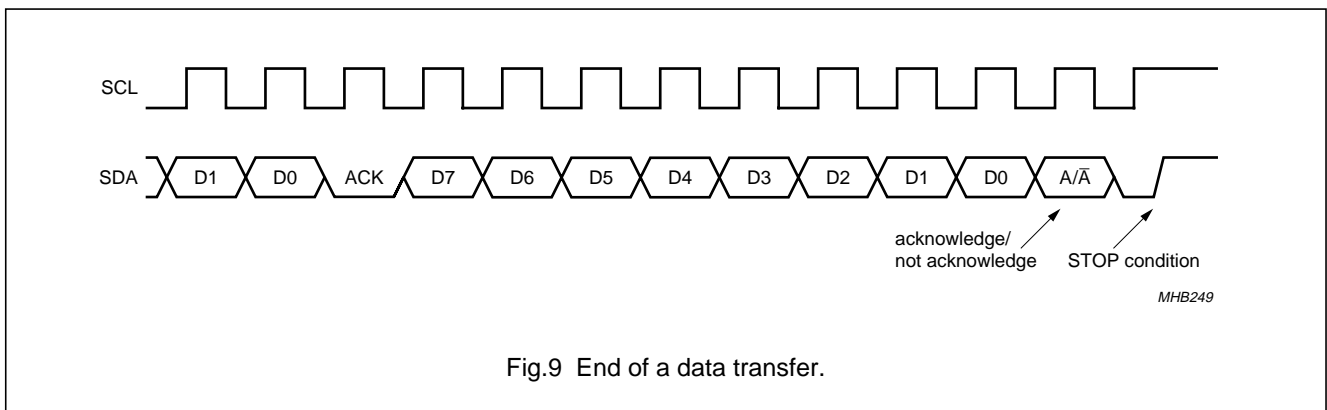 SCL
SDA D1 D0 ACK D7 D6 D5 D4 D3 D2 D1 D0 A/A̅
acknowledge/
not acknowledge STOP condition
MHB249
Fig.9 End of a data transfer.